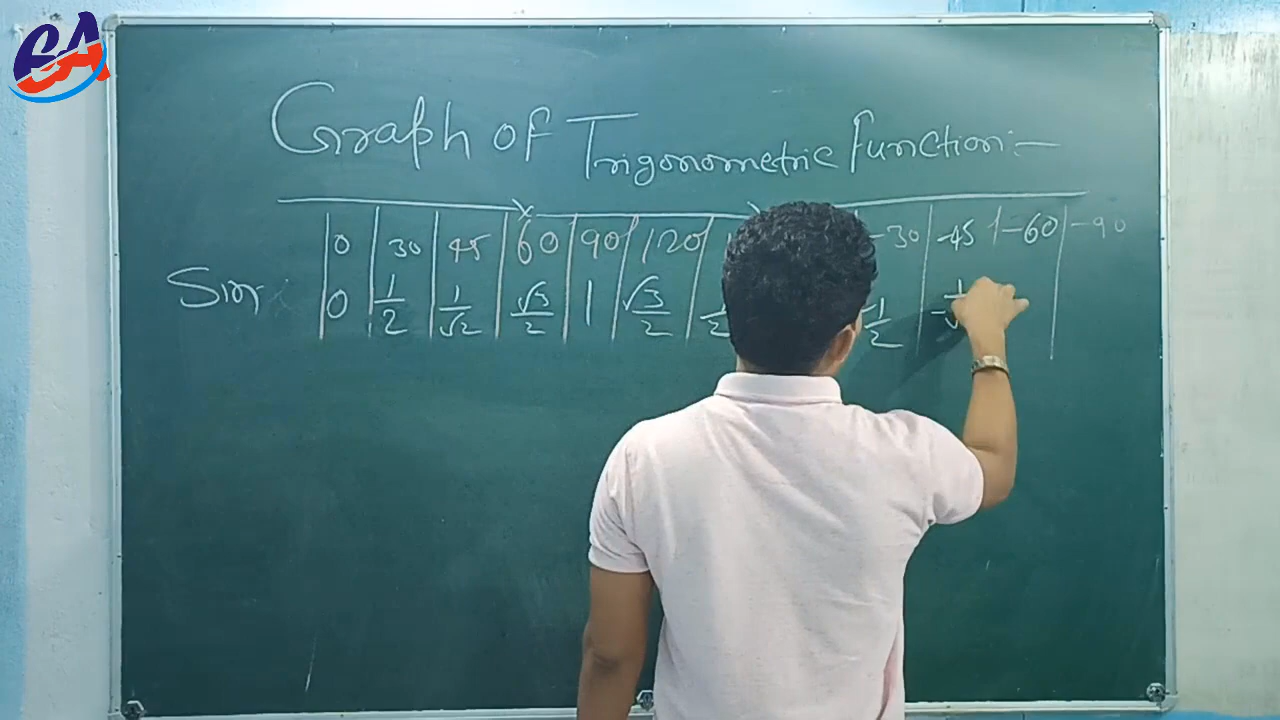 GA
Graph of Trigonometric function:-
0 30 45 60 90 120 -30 -45 -60 -90
Sin 0 1/2 1/√2 √3/2 1 √3/2 -1/2